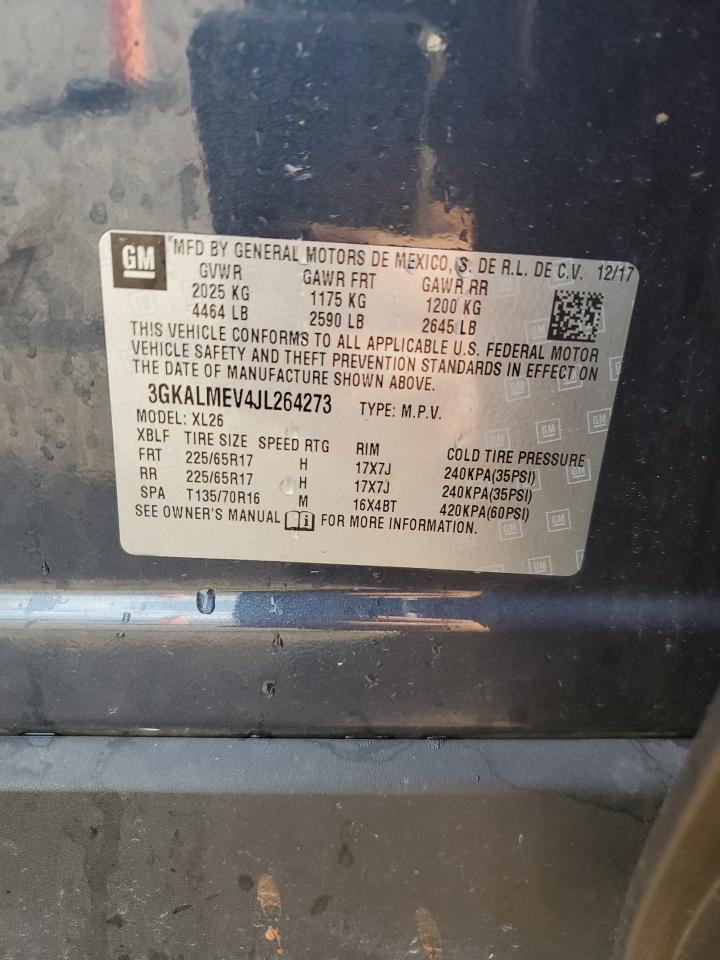 GM *MFD BY GENERAL MOTORS DE MEXICO, S. DE R.L. DE C.V. 12/17
GVWR GAWR FRT GAWR RR
2025 KG 1175 KG 1200 KG
4464 LB 2590 LB 2645 LB
THIS VEHICLE CONFORMS TO ALL APPLICABLE U.S. FEDERAL MOTOR
VEHICLE SAFETY AND THEFT PREVENTION STANDARDS IN EFFECT ON
THE DATE OF MANUFACTURE SHOWN ABOVE.
3GKALMEV4JL264273 TYPE: M.P.V.
MODEL: XL26
XBLF TIRE SIZE SPEED RTG RIM COLD TIRE PRESSURE
FRT 225/65R17 H 17X7J 240KPA(35PSI)
RR 225/65R17 H 17X7J 240KPA(35PSI)
SPA T135/70R16 M 16X4BT 420KPA(60PSI)
SEE OWNER'S MANUAL i FOR MORE INFORMATION.